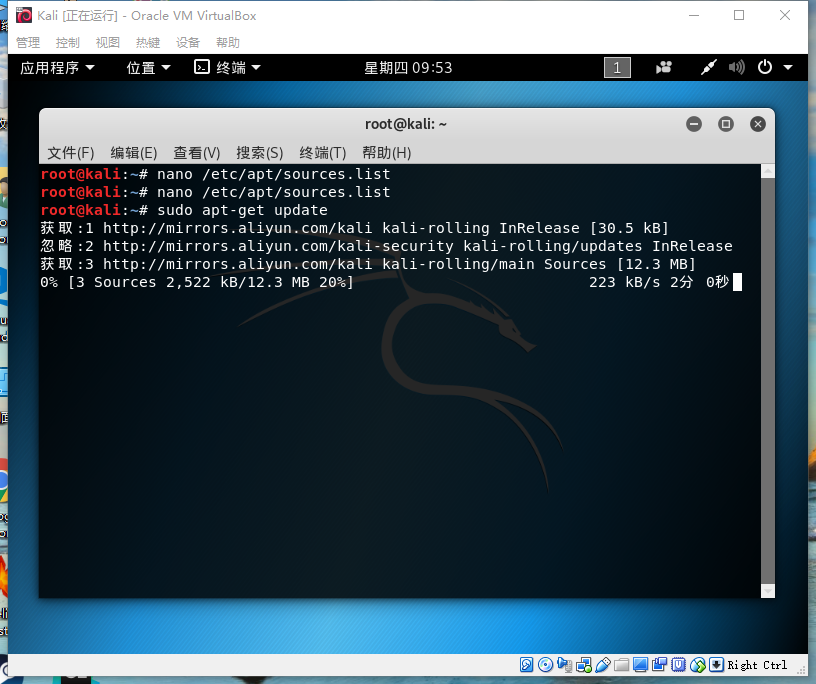 Kali [正在运行] - Oracle VM VirtualBox
管理 控制 视图 热键 设备 帮助
应用程序 位置 终端 星期四 09:53 1
root@kali: ~
文件(F) 编辑(E) 查看(V) 搜索(S) 终端(T) 帮助(H)
root@kali:~# nano /etc/apt/sources.list
root@kali:~# nano /etc/apt/sources.list
root@kali:~# sudo apt-get update
获取:1 http://mirrors.aliyun.com/kali kali-rolling InRelease [30.5 kB]
忽略:2 http://mirrors.aliyun.com/kali-security kali-rolling/updates InRelease
获取:3 http://mirrors.aliyun.com/kali kali-rolling/main Sources [12.3 MB]
0% [3 Sources 2,522 kB/12.3 MB 20%] 223 kB/s 2分 0秒
Right Ctrl